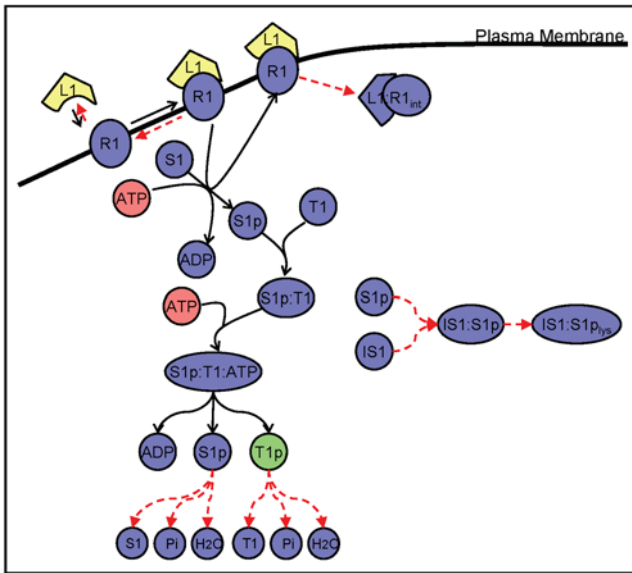 Plasma Membrane
L1
L1
L1
R1
R1
R1
L1:R1int
S1
ATP
S1p
T1
ADP
ATP
S1p:T1
S1p
IS1
IS1:S1p
IS1:S1plys
S1p:T1:ATP
ADP
S1p
T1p
S1
Pi
H2O
T1
Pi
H2O